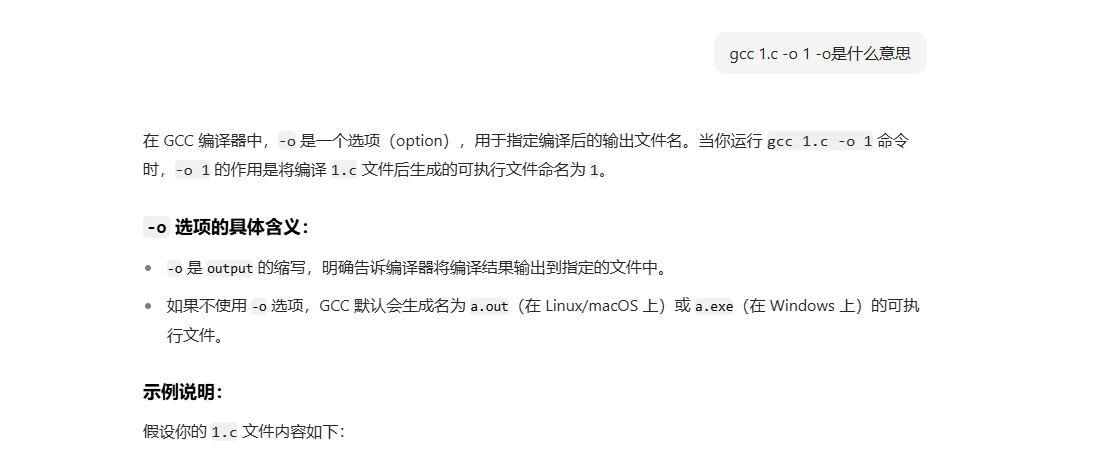 gcc 1.c -o 1 -o是什么意思
在 GCC 编译器中，-o 是一个选项（option），用于指定编译后的输出文件名。当你运行 gcc 1.c -o 1 命令
时，-o 1 的作用是将编译 1.c 文件后生成的可执行文件命名为 1。
-o 选项的具体含义：
• -o 是 output 的缩写，明确告诉编译器将编译结果输出到指定的文件中。
• 如果不使用 -o 选项，GCC 默认会生成名为 a.out（在 Linux/macOS 上）或 a.exe（在 Windows 上）的可执
行文件。
示例说明：
假设你的 1.c 文件内容如下：